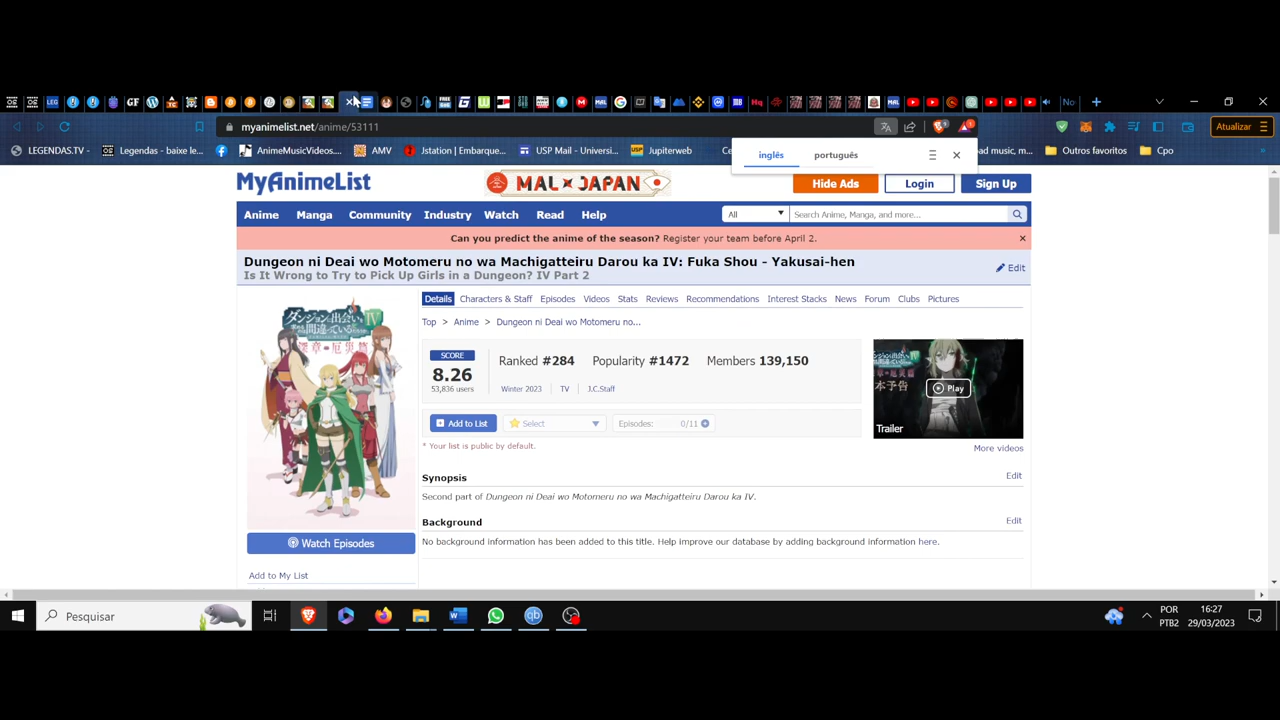 No
myanimelist.net/anime/53111
9
1
Atualizar
LEGENDAS.TV -
Legendas - baixe le...
AnimeMusicVideos....
AMV
Jstation | Embarque...
USP Mail - Universi...
Jupiterweb
Ce
ad music, m...
Outros favoritos
Cpo
inglês
português
MyAnimeList
MAL × JAPAN
Hide Ads
Login
Sign Up
Anime
Manga
Community
Industry
Watch
Read
Help
All
Search Anime, Manga, and more...
Can you predict the anime of the season? Register your team before April 2.
Dungeon ni Deai wo Motomeru no wa Machigatteiru Darou ka IV: Fuka Shou - Yakusai-hen
Is It Wrong to Try to Pick Up Girls in a Dungeon? IV Part 2
Edit
Details
Characters & Staff
Episodes
Videos
Stats
Reviews
Recommendations
Interest Stacks
News
Forum
Clubs
Pictures
Top > Anime > Dungeon ni Deai wo Motomeru no...
SCORE
8.26
53,836 users
Ranked #284
Popularity #1472
Members 139,150
Winter 2023
TV
J.C.Staff
Add to List
Select
Episodes: 0/11
* Your list is public by default.
Play
Trailer
More videos
Synopsis
Edit
Second part of Dungeon ni Deai wo Motomeru no wa Machigatteiru Darou ka IV.
Background
Edit
No background information has been added to this title. Help improve our database by adding background information here.
Watch Episodes
Add to My List
Pesquisar
POR
PTB2
16:27
29/03/2023